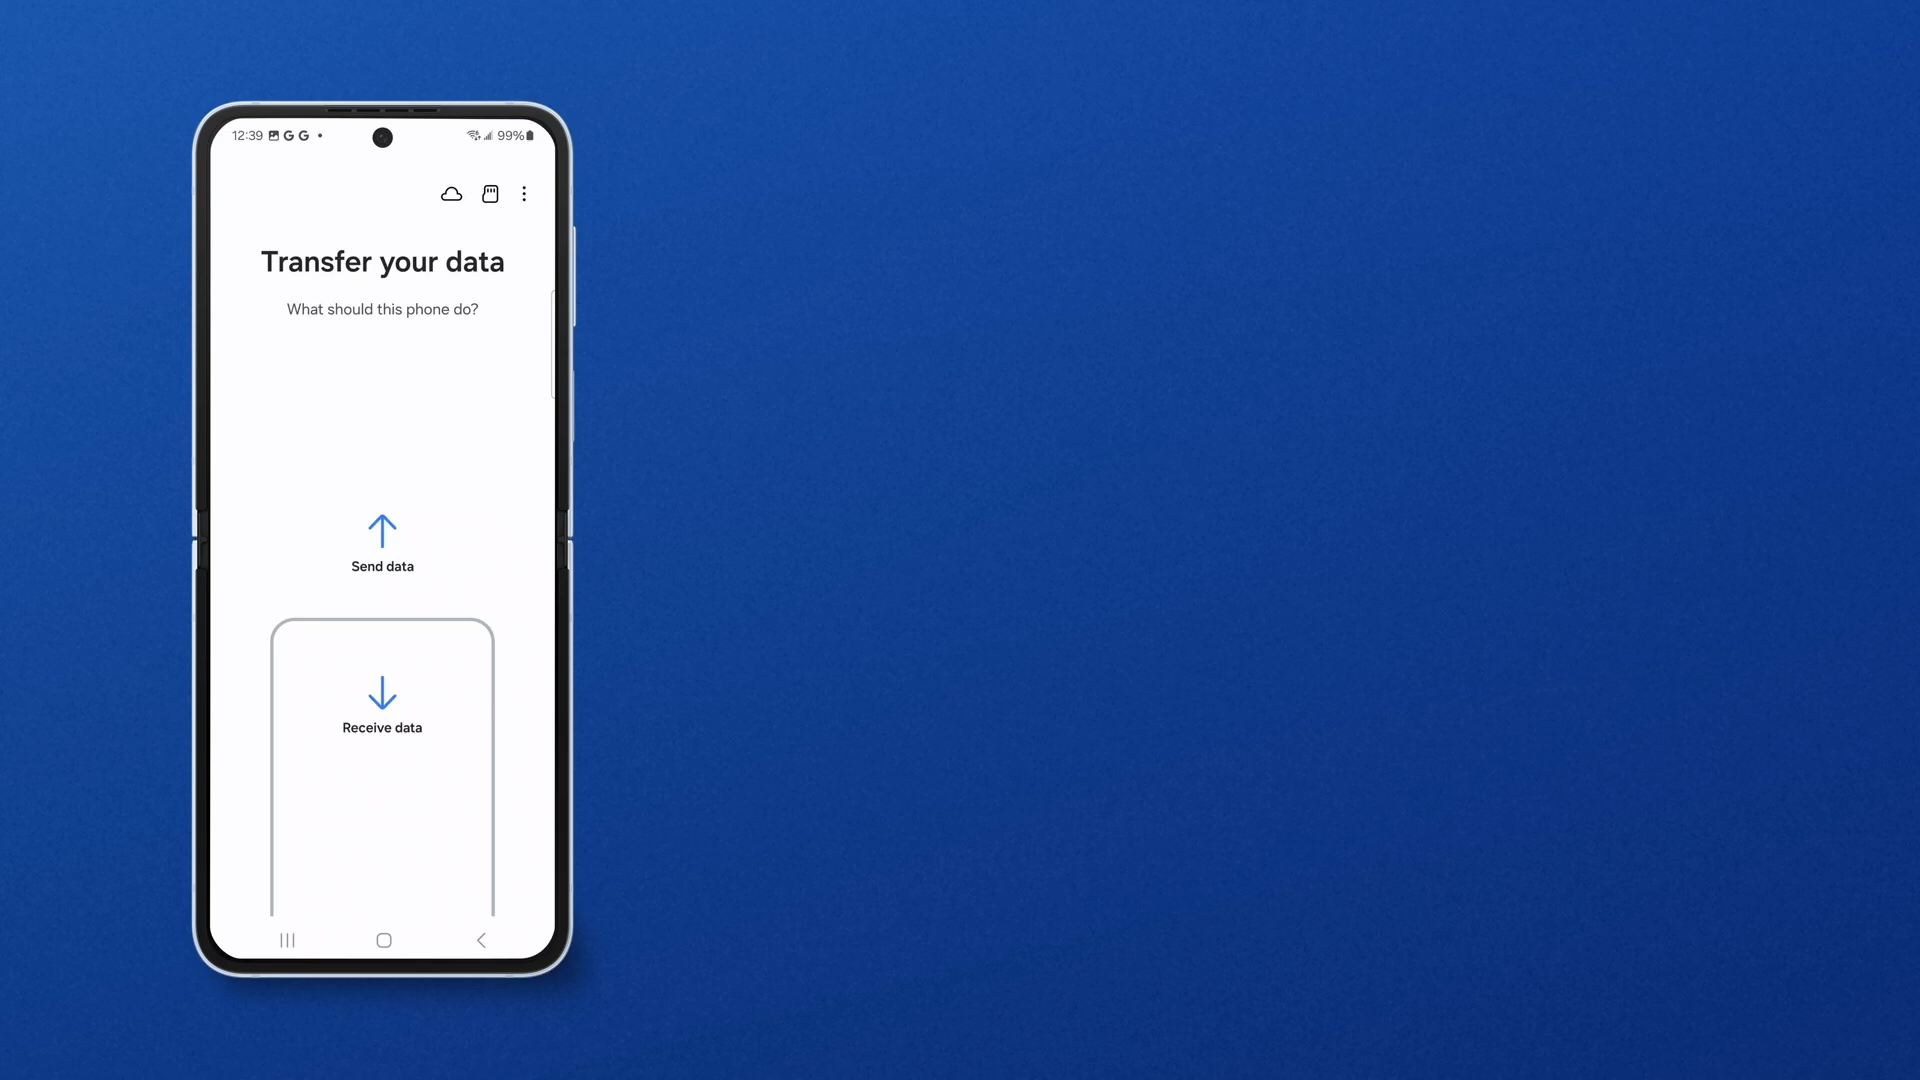 12:39 G G • 99%
Transfer your data
What should this phone do?
Send data
Receive data